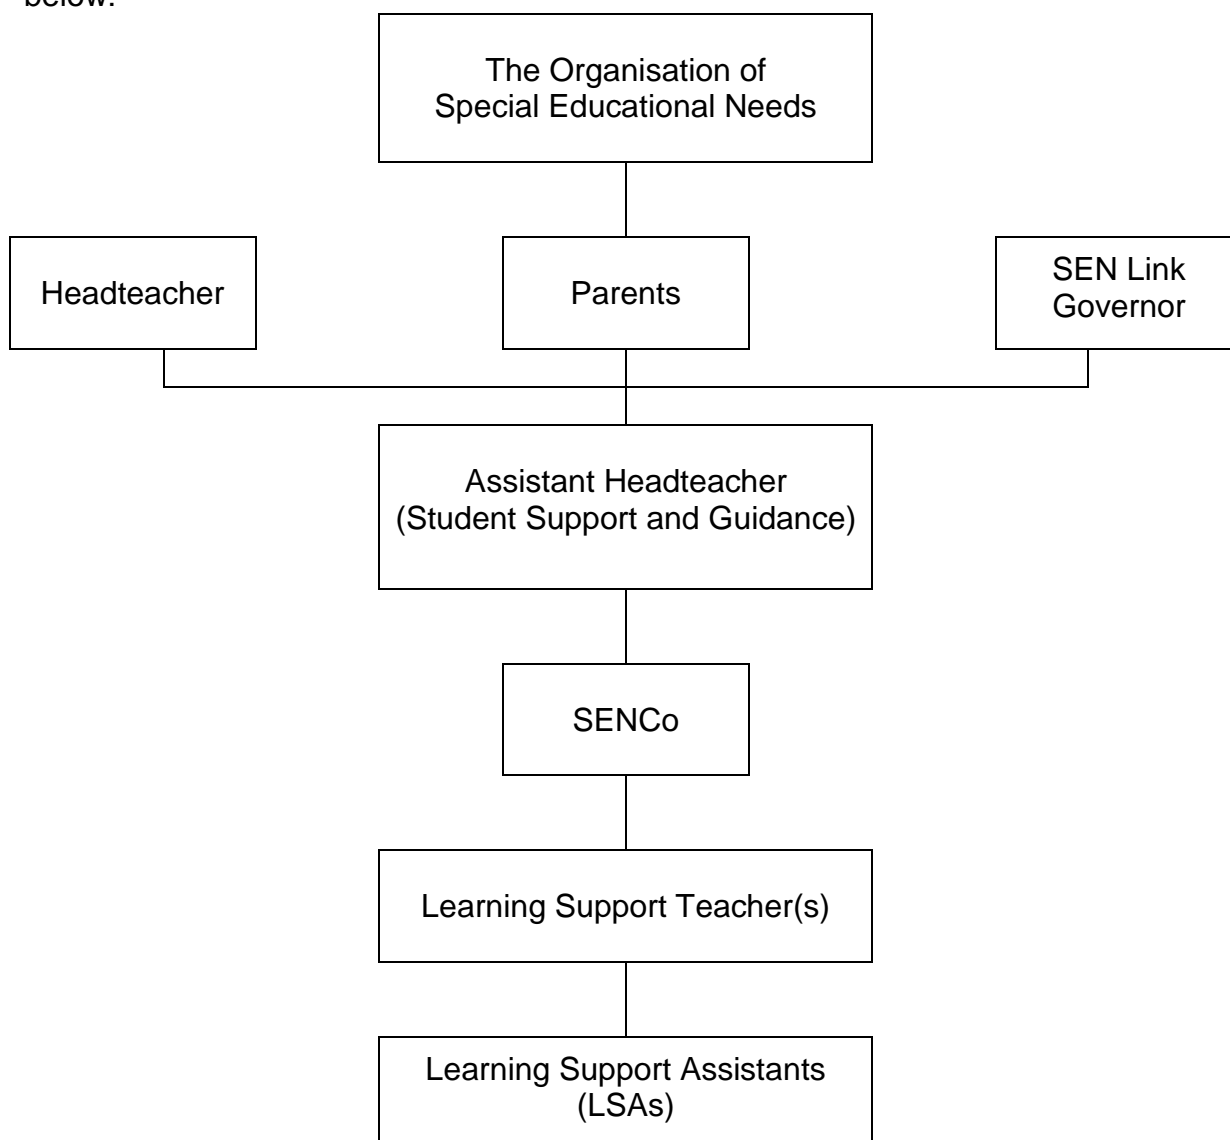 below.
The Organisation of
Special Educational Needs
Headteacher
Parents
SEN Link
Governor
Assistant Headteacher
(Student Support and Guidance)
SENCo
Learning Support Teacher(s)
Learning Support Assistants
(LSAs)